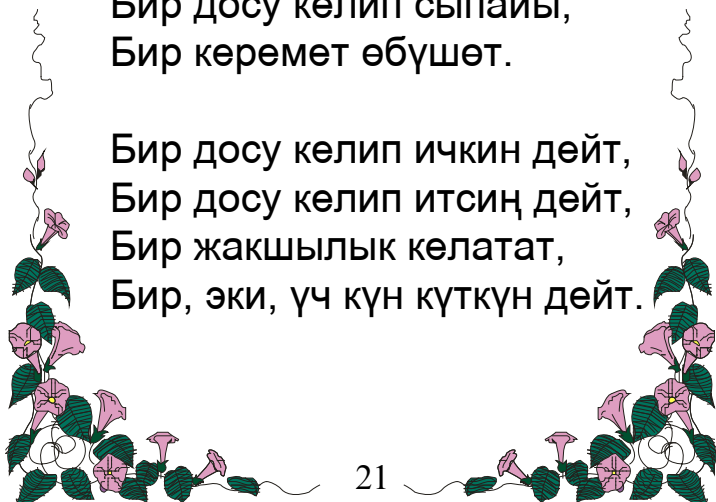 Бир досу келип сыпайы,
Бир керемет өбүшөт.
Бир досу келип ичкин дейт,
Бир досу келип итсиң дейт,
Бир жакшылык келатат,
Бир, эки, үч күн күткүн дейт.
21